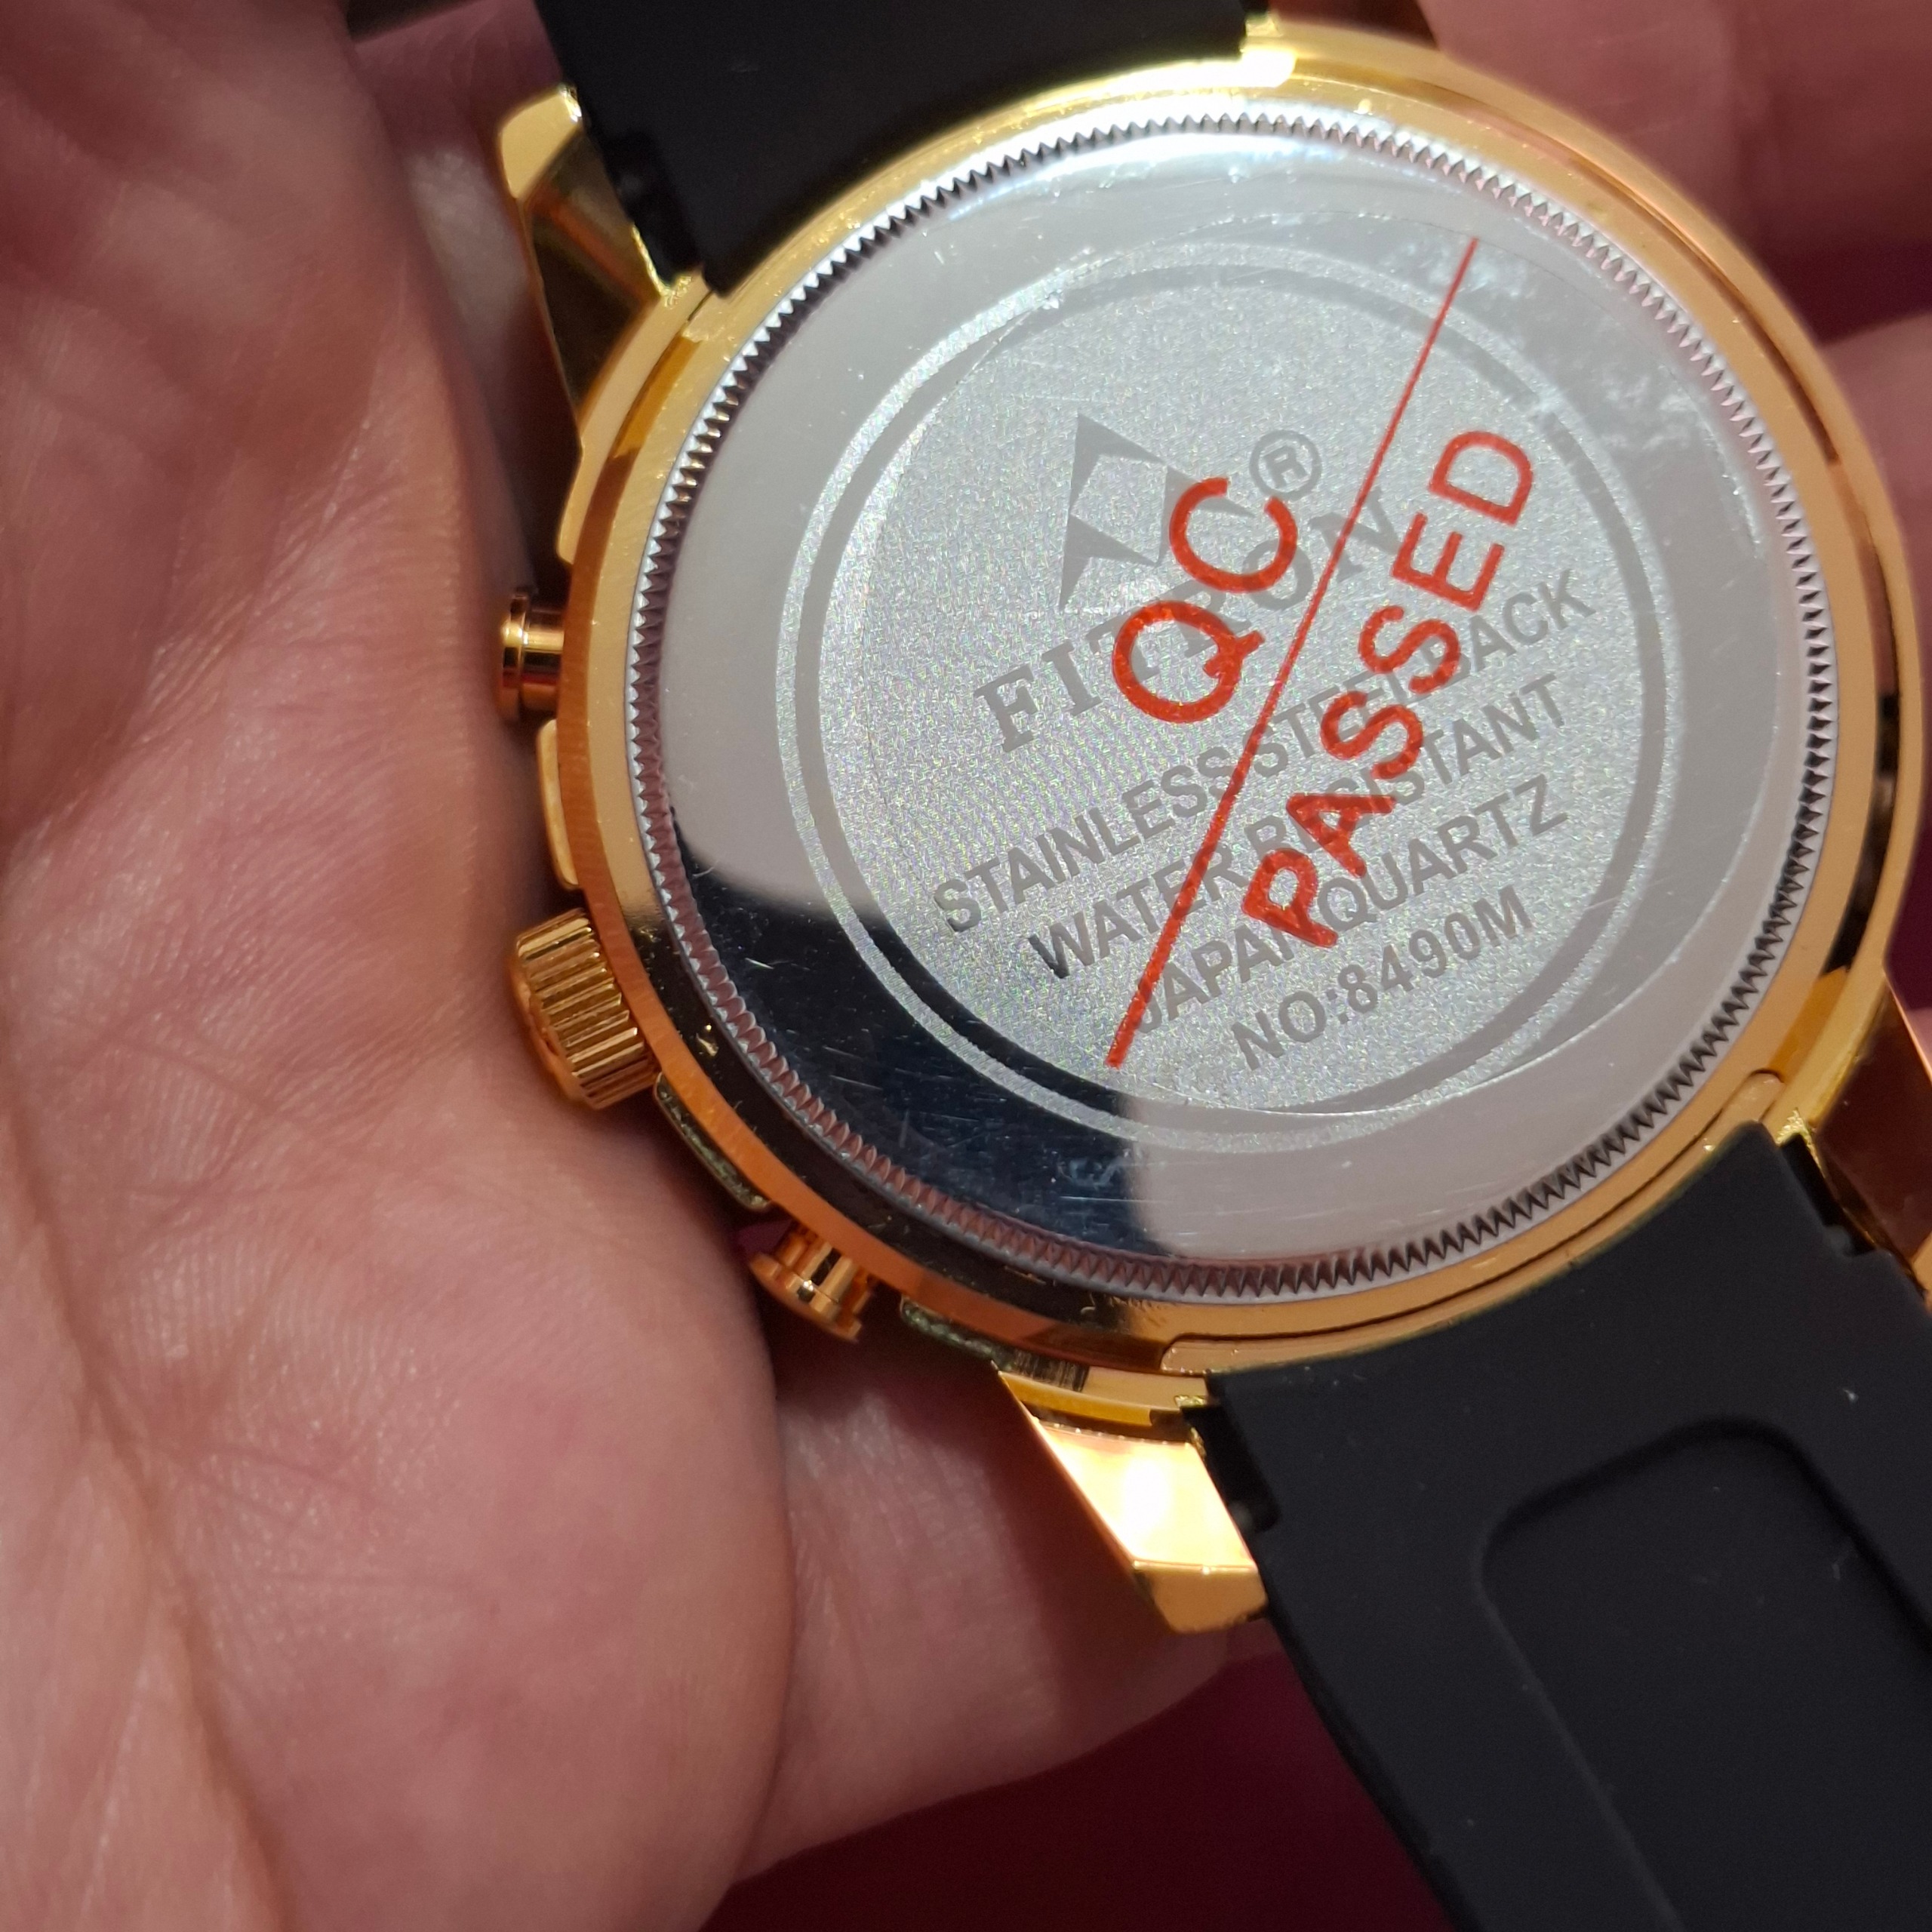 ®
FITRON
STAINLESS STEEL BACK
WATER RESISTANT
JAPAN QUARTZ
NO:8490M
QC
PASSED